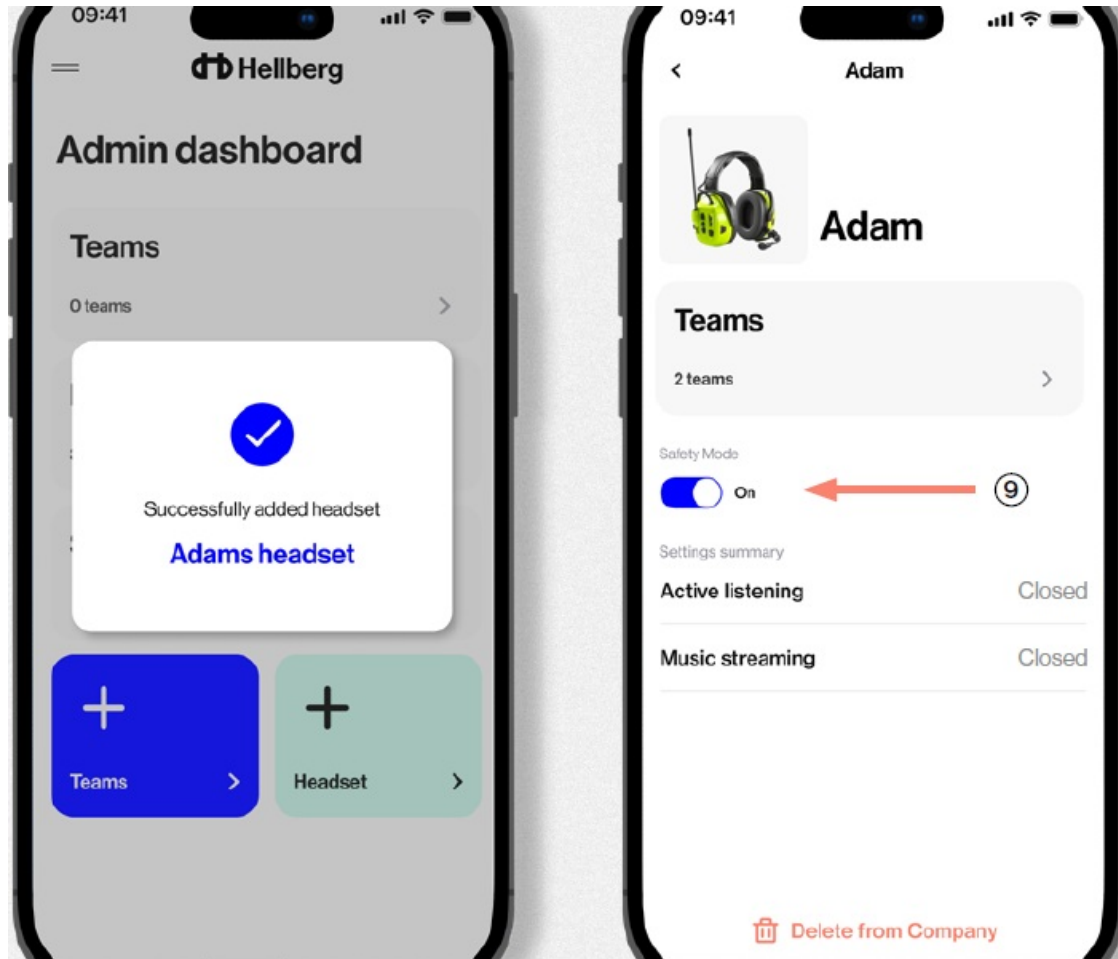 09:41
Hellberg
Admin dashboard
Teams
0 teams
Successfully added headset
Adams headset
Teams
Headset
09:41
Adam
Adam
Teams
2 teams
Safety Mode
On
9
Settings summary
Active listening Closed
Music streaming Closed
Delete from Company